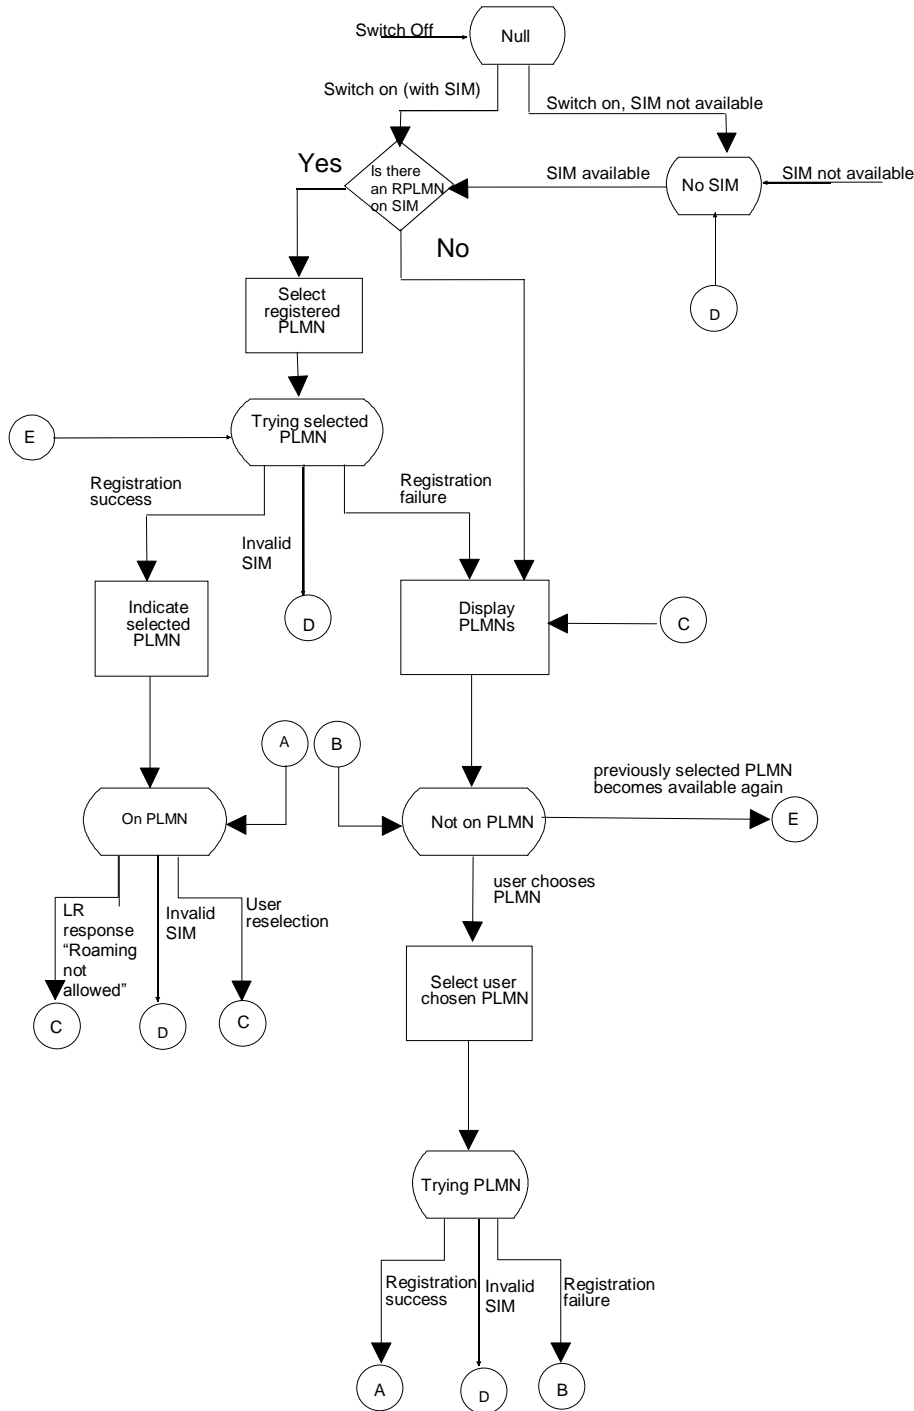 Switch Off
Null
Switch on (with SIM)
Switch on, SIM not available
Yes
Is there
an RPLMN
on SIM
SIM available
No SIM
SIM not available
No
D
Select
registered
PLMN
Trying selected
PLMN
E
Registration
success
Invalid
SIM
Registration
failure
Indicate
selected
PLMN
D
Display
PLMNs
C
A
B
previously selected PLMN
becomes available again
On PLMN
Not on PLMN
E
LR
response
“Roaming
not
allowed”
Invalid
SIM
User
reselection
user chooses
PLMN
Select user
chosen PLMN
C
D
C
Trying PLMN
Registration
success
Invalid
SIM
Registration
failure
A
D
B